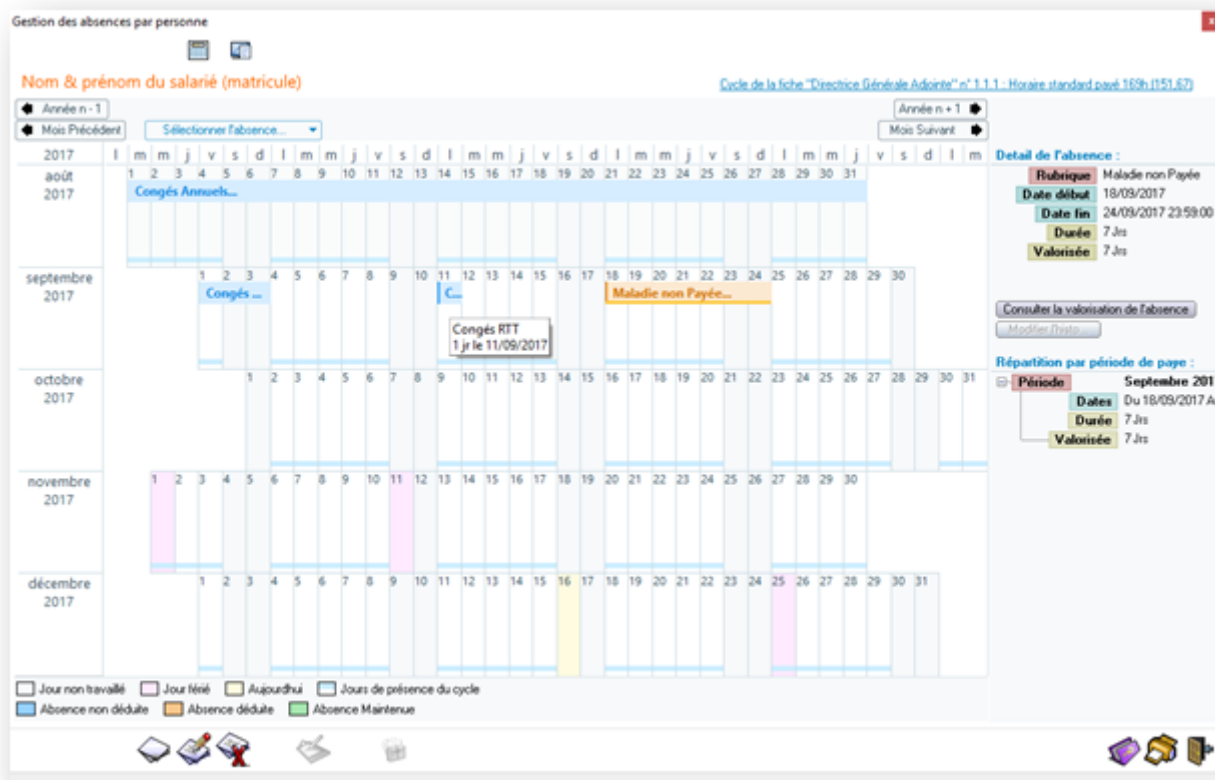 Gestion des absences par personne
Nom & prénom du salarié (matricule)
Cycle de la fiche "Directrice Générale Adjointe" n° 1.1.1 : Horaire standard payé 169h (151,67)
Année n - 1
Année n + 1
Mois Précédent
Sélectionner l'absence...
Mois Suivant
2017 l m m j v s d l m m j v s d l m m j v s d l m m j v s d l m m j v s d l m
août 2017
1 2 3 4 5 6 7 8 9 10 11 12 13 14 15 16 17 18 19 20 21 22 23 24 25 26 27 28 29 30 31
Congés Annuels...
septembre 2017
1 2 3 4 5 6 7 8 9 10 11 12 13 14 15 16 17 18 19 20 21 22 23 24 25 26 27 28 29 30
Congés ...
C...
Maladie non Payée...
Congés RTT
1 jr le 11/09/2017
octobre 2017
1 2 3 4 5 6 7 8 9 10 11 12 13 14 15 16 17 18 19 20 21 22 23 24 25 26 27 28 29 30 31
novembre 2017
1 2 3 4 5 6 7 8 9 10 11 12 13 14 15 16 17 18 19 20 21 22 23 24 25 26 27 28 29 30
décembre 2017
1 2 3 4 5 6 7 8 9 10 11 12 13 14 15 16 17 18 19 20 21 22 23 24 25 26 27 28 29 30 31
Detail de l'absence :
Rubrique Maladie non Payée
Date début 18/09/2017
Date fin 24/09/2017 23:59:00
Durée 7 Jrs
Valorisée 7 Jrs
Consulter la valorisation de l'absence
Modifier l'histo...
Répartition par période de paye :
Période Septembre 201
Dates Du 18/09/2017 A
Durée 7 Jrs
Valorisée 7 Jrs
Jour non travaillé Jour férié Aujourdhui Jours de présence du cycle
Absence non déduite Absence déduite Absence Maintenue